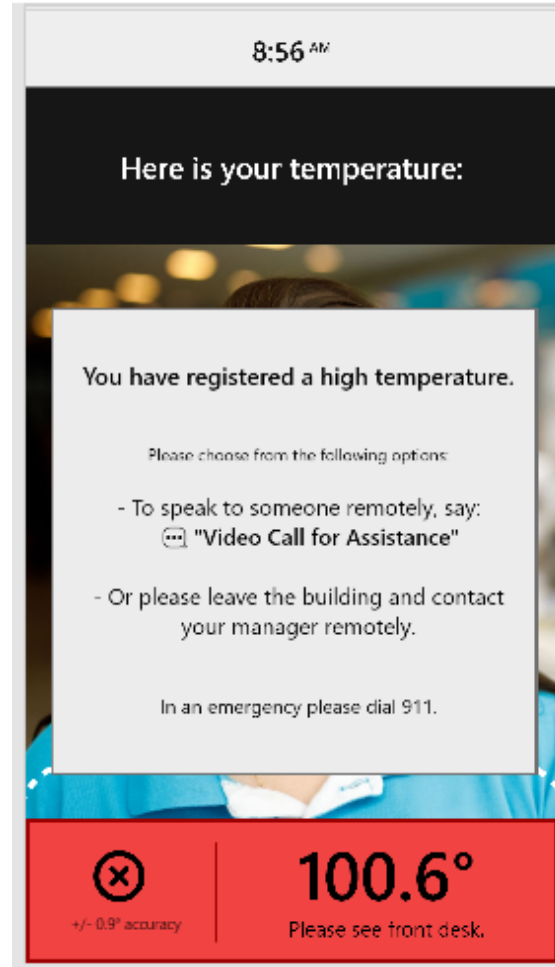 8:56 AM
Here is your temperature:
You have registered a high temperature.
Please choose from the following options:
- To speak to someone remotely, say:
"Video Call for Assistance"
- Or please leave the building and contact
your manager remotely.
In an emergency please dial 911.
100.6°
+/- 0.9° accuracy
Please see front desk.